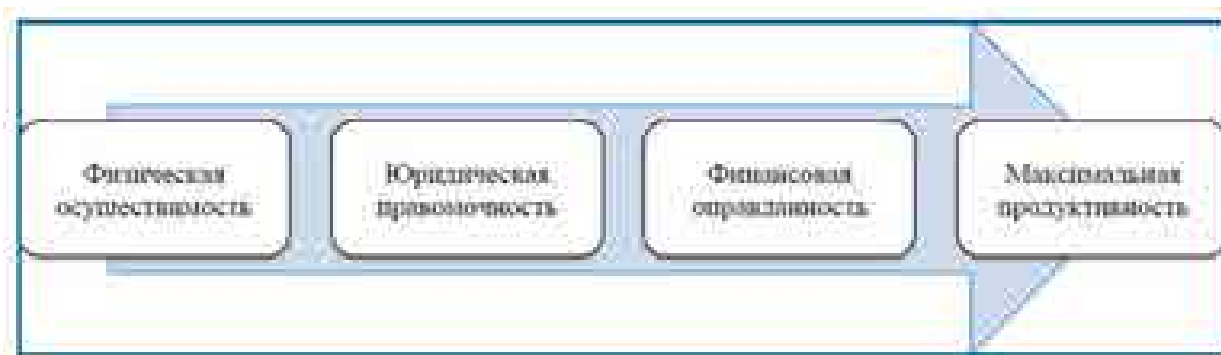 Физическая
осуществимость
Юридическая
правомочность
Финансовая
оправданность
Максимальная
продуктивность